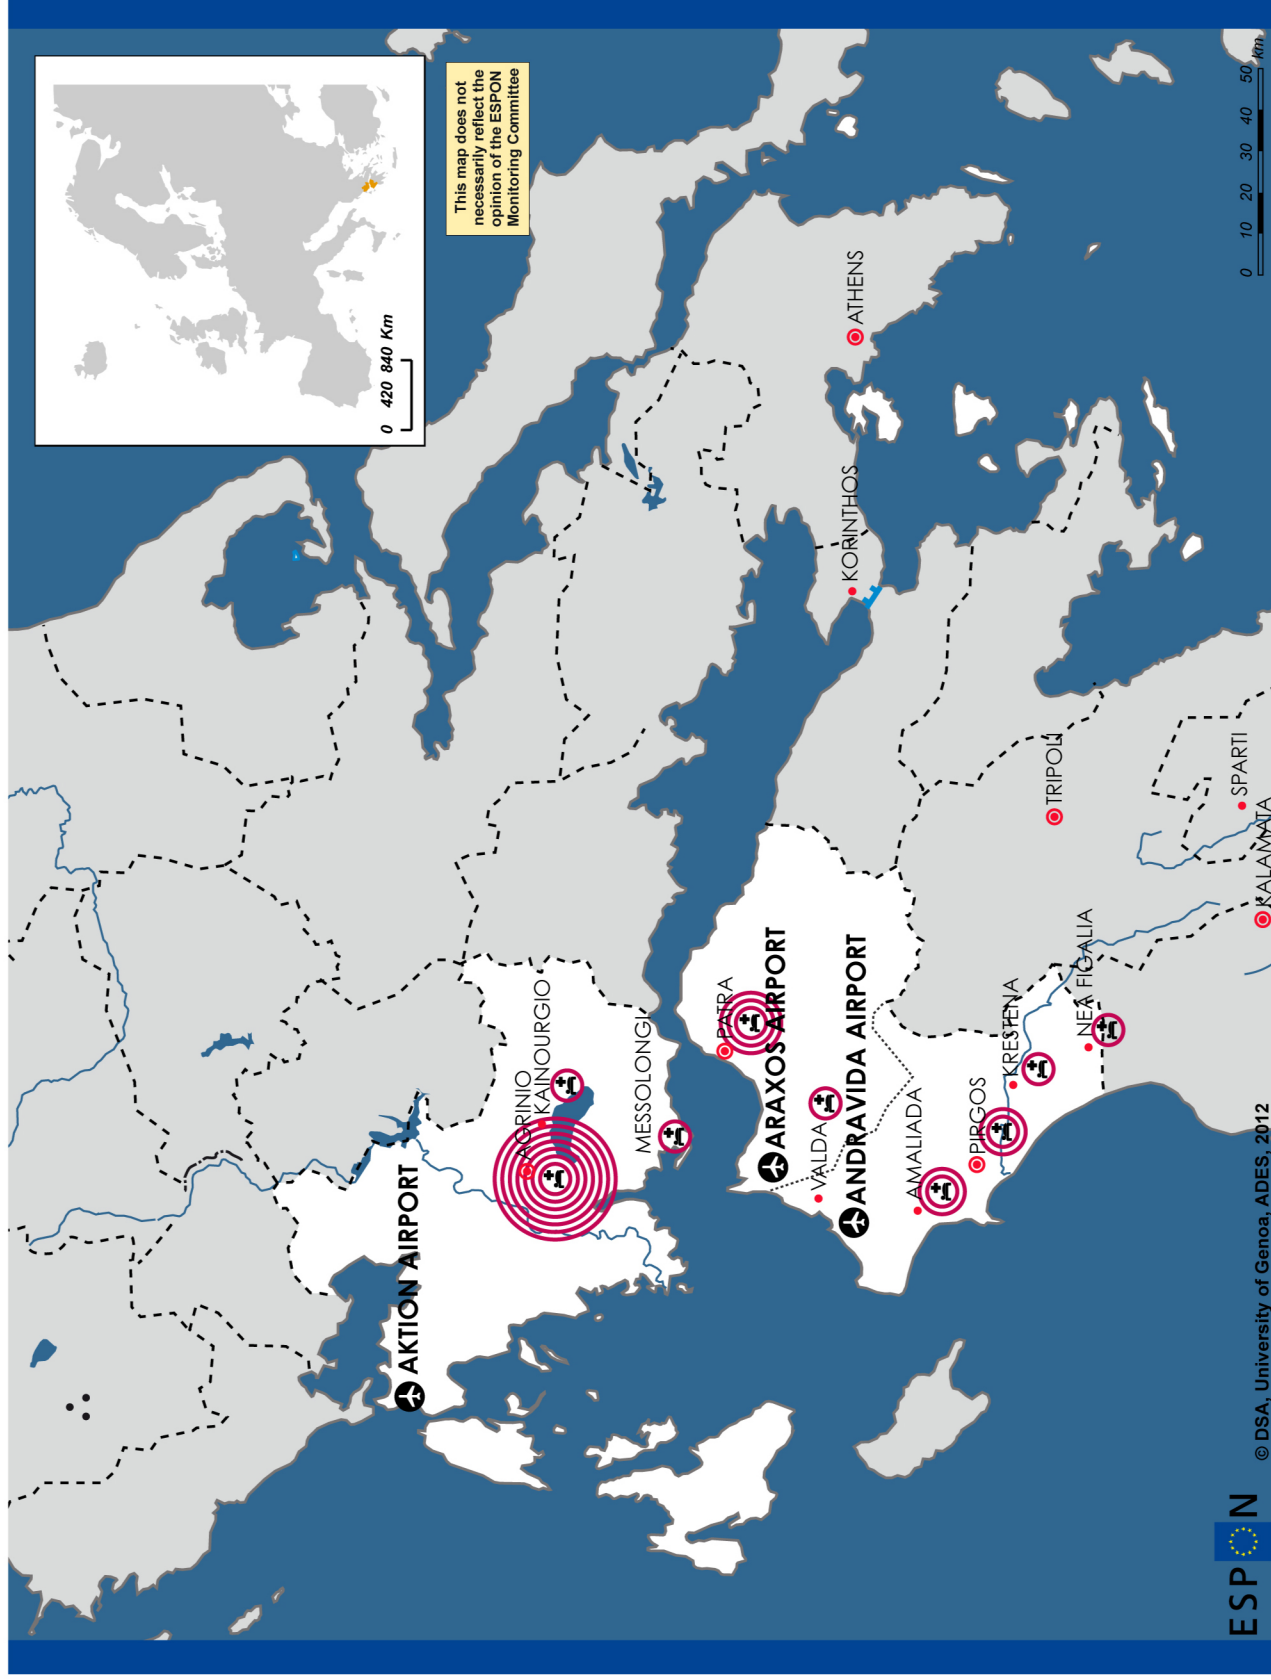 This map does not
necessarily reflect the
opinion of the ESPON
Monitoring Committee
0 420 840 Km
AKTION AIRPORT
AGRINIO
KAINOURGIO
MESSOLONGI
PATRA
ARAXOS AIRPORT
VALDA
ANDRAVIDA AIRPORT
AMALIADA
PIRGOS
KRESTENA
NEA FIGALIA
KORINTHOS
ATHENS
TRIPOLI
SPARTI
KALAMATA
ESP N
© DSA, University of Genoa, ADES, 2012
0 10 20 30 40 50 km